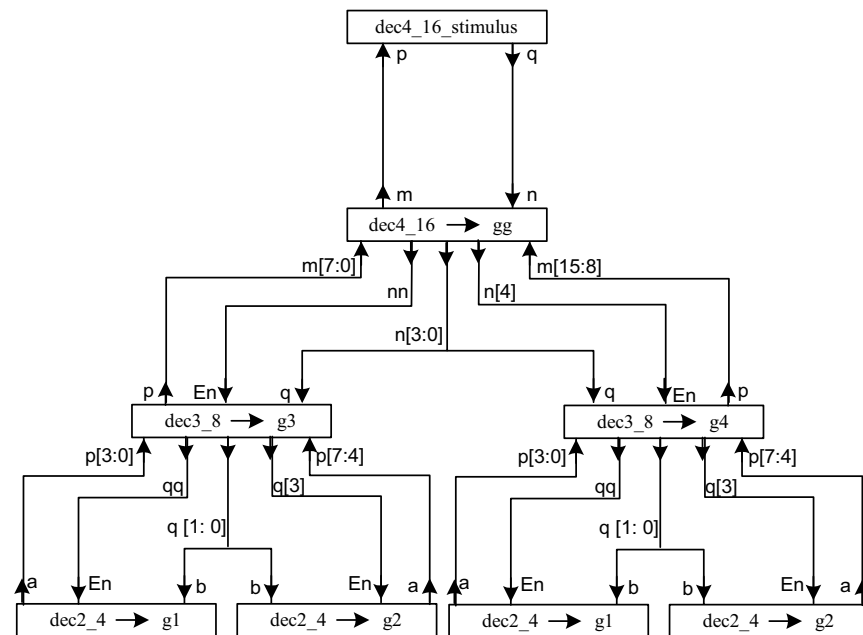 dec4_16_stimulus
p q
m n
dec4_16 gg
m[7:0] m[15:8]
nn n[4]
n[3:0]
p En q q En p
dec3_8 g3 dec3_8 g4
p[3:0] p[7:4] p[3:0] p[7:4]
qq q[3] qq q[3]
q [1: 0] q [1: 0]
a En b b En a a En b b En a
dec2_4 g1 dec2_4 g2 dec2_4 g1 dec2_4 g2